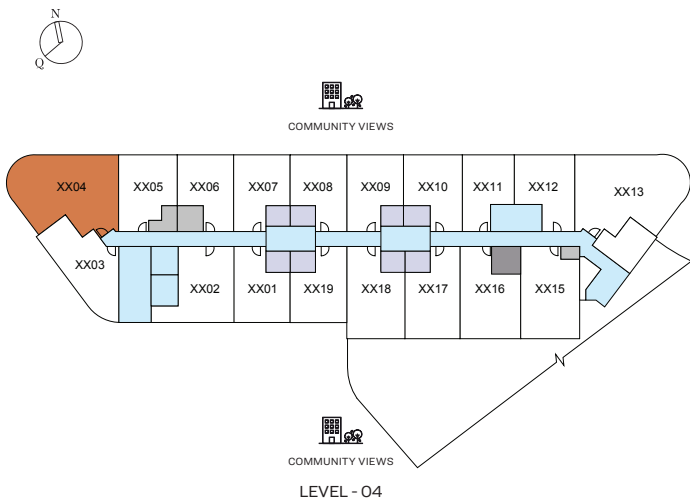 N
Q
COMMUNITY VIEWS
XX04
XX05
XX06
XX07
XX08
XX09
XX10
XX11
XX12
XX13
XX03
XX02
XX01
XX19
XX18
XX17
XX16
XX15
N
COMMUNITY VIEWS
LEVEL - 04